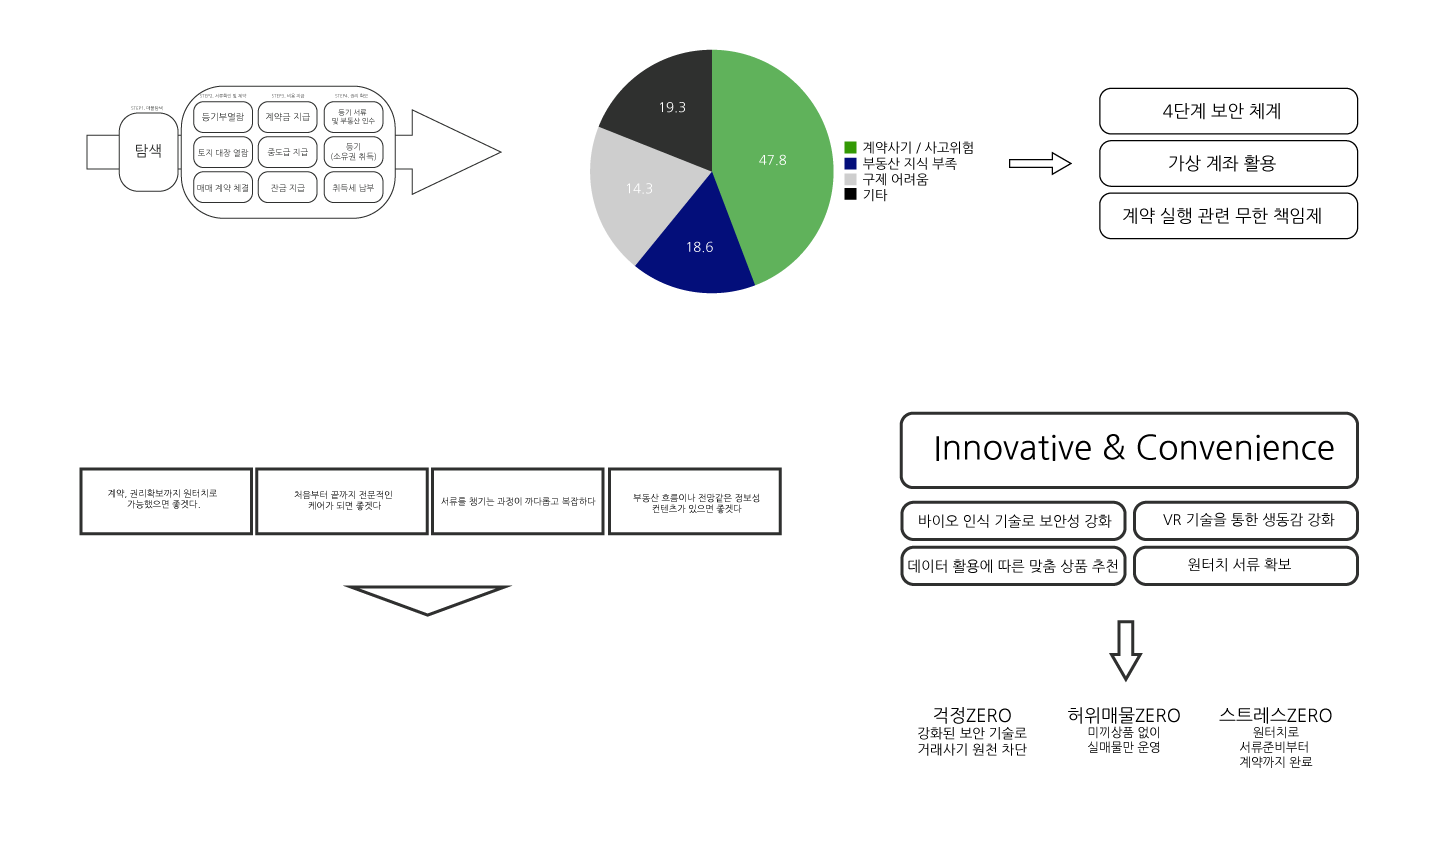 STEP1. 매물탐색
탐색
STEP2. 서류확인 및 계약
등기부열람
토지 대장 열람
매매 계약 체결
STEP3. 비용 지급
계약금 지급
중도금 지급
잔금 지급
STEP4. 권리 확인
등기 서류
및 부동산 인수
등기
(소유권 취득)
취득세 납부
19.3
47.8
14.3
18.6
계약사기 / 사고위험
부동산 지식 부족
구제 어려움
기타
4단계 보안 체계
가상 계좌 활용
계약 실행 관련 무한 책임제
계약, 권리확보까지 원터치로
가능했으면 좋겟다.
처음부터 끝까지 전문적인
케어가 되면 좋겟다
서류를 챙기는 과정이 까다롭고 복잡하다
부동산 흐름이나 전망같은 정보성
컨텐츠가 있으면 좋겟다
Innovative & Convenience
바이오 인식 기술로 보안성 강화
VR 기술을 통한 생동감 강화
데이터 활용에 따른 맞춤 상품 추천
원터치 서류 확보
걱정ZERO
강화된 보안 기술로
거래사기 원천 차단
허위매물ZERO
미끼상품 없이
실매물만 운영
스트레스ZERO
원터치로
서류준비부터
계약까지 완료